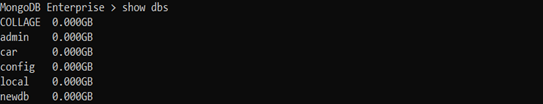 MongoDB Enterprise > show dbs
COLLAGE  0.000GB
admin    0.000GB
car      0.000GB
config   0.000GB
local    0.000GB
newdb    0.000GB